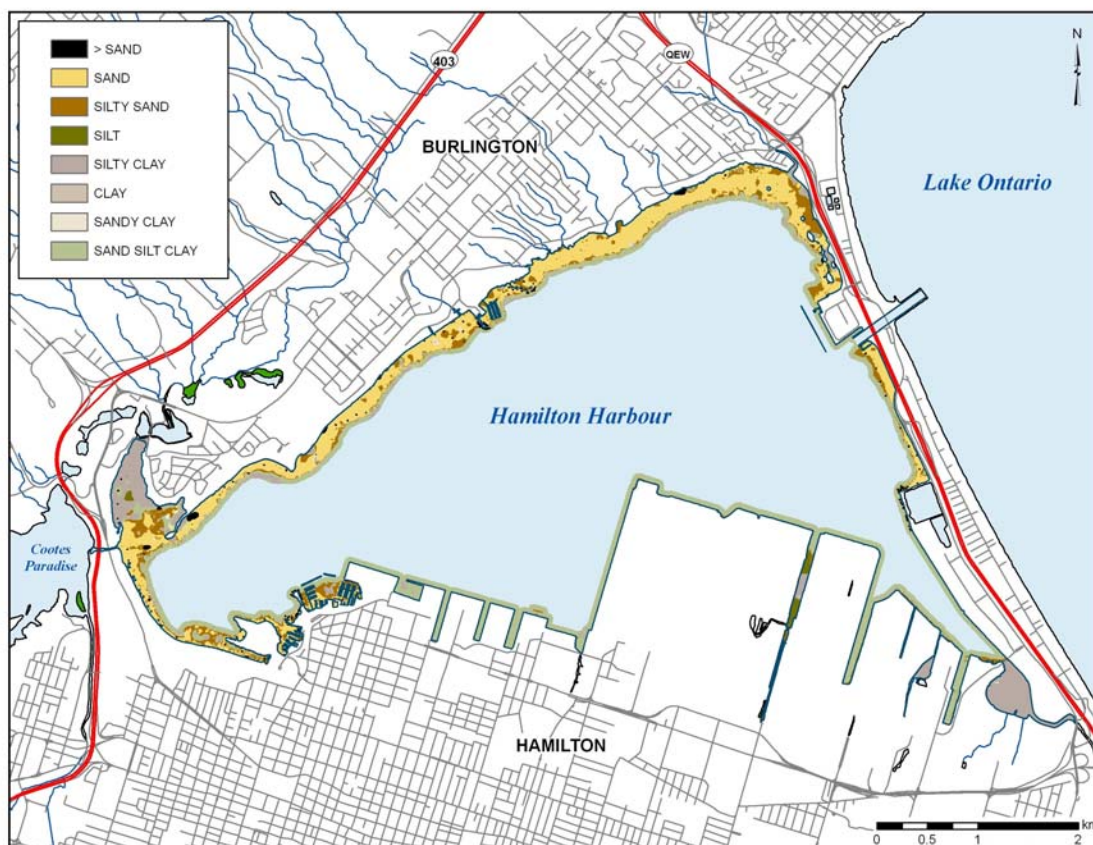 > SAND
SAND
SILTY SAND
SILT
SILTY CLAY
CLAY
SANDY CLAY
SAND SILT CLAY
403
QEW
N
BURLINGTON
Lake Ontario
Hamilton Harbour
Cootes
Paradise
HAMILTON
km
0 0.5 1 2